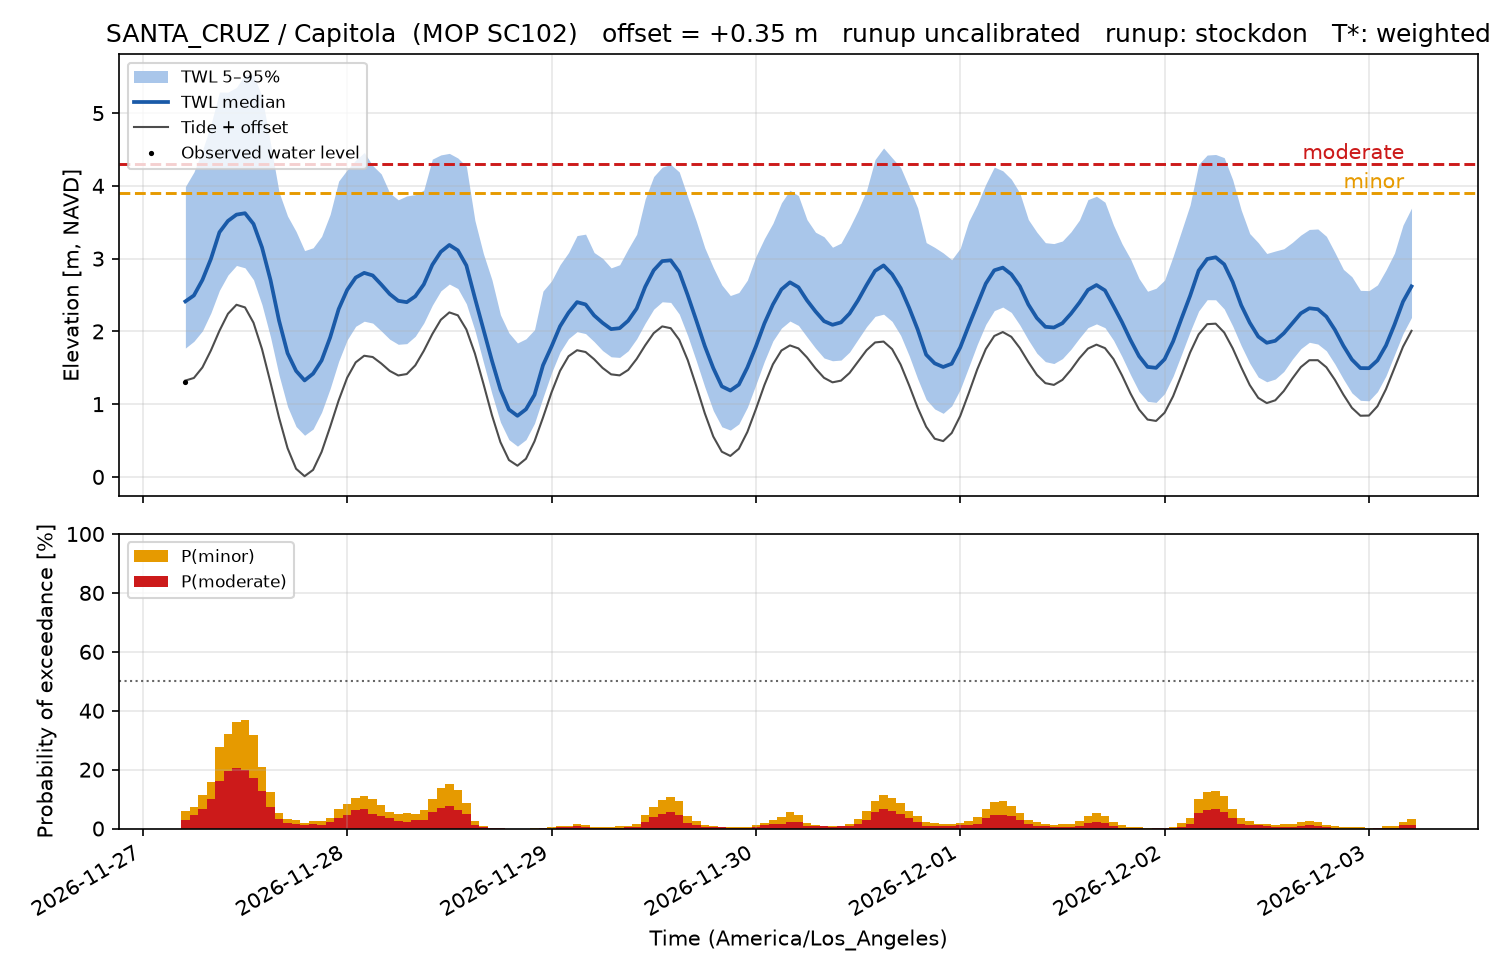 SANTA_CRUZ / Capitola (MOP SC102) offset = +0.35 m runup uncalibrated runup: stockdon T*: weighted
TWL 5–95%
TWL median
Tide + offset
Observed water level
moderate
minor
Elevation [m, NAVD]
5
4
3
2
1
0
P(minor)
P(moderate)
Probability of exceedance [%]
100
80
60
40
20
0
2026-11-27
2026-11-28
2026-11-29
2026-11-30
2026-12-01
2026-12-02
2026-12-03
Time (America/Los_Angeles)